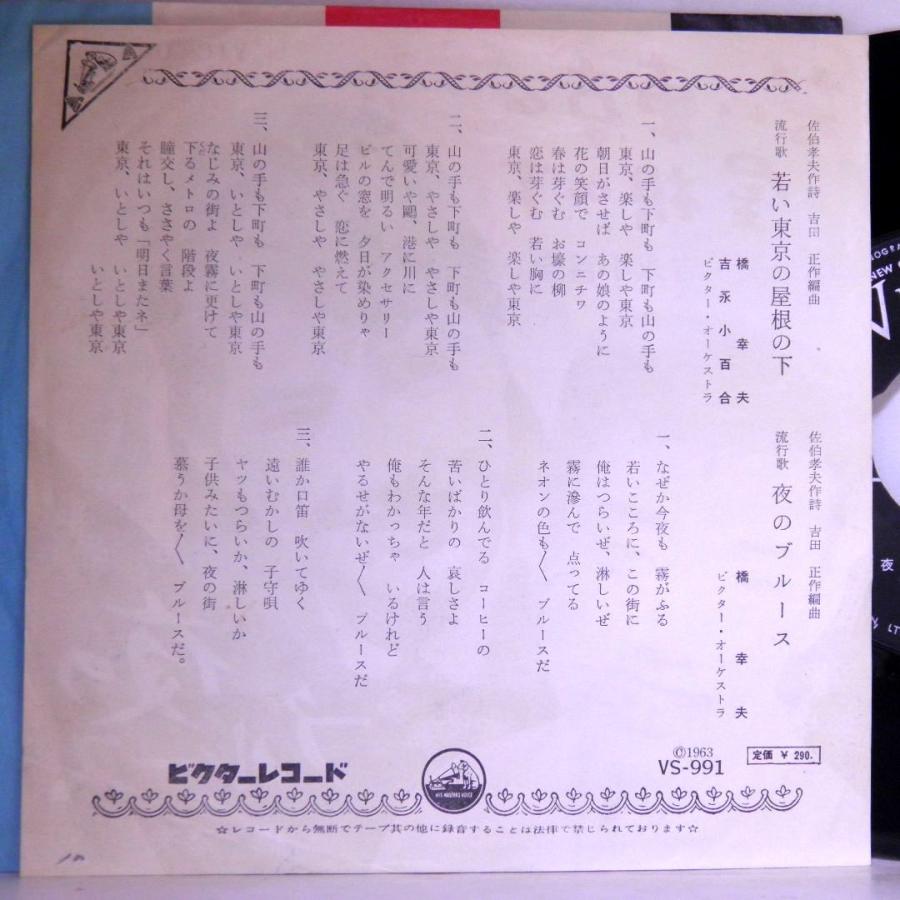 佐伯孝夫作詩　吉田　正作編曲
流行歌　若い東京の屋根の下
橋　幸　夫
吉永小百合
ビクター・オーケストラ
一、山の手も下町も　下町も山の手も
東京、楽しや　楽しや東京
朝日がさせば　あの娘のように
花の笑顔で　コンニチワ
春は芽ぐむ　お壕の柳
恋は芽ぐむ　若い胸に
東京、楽しや　楽しや東京
二、山の手も下町も　下町も山の手も
東京、やさしや　やさしや東京
可愛いや鷗、港に川に
てんで明るい　アクセサリー
ビルの窓を　夕日が染めりゃ
足は急ぐ　恋に燃えて
東京、やさしや　やさしや東京
三、山の手も下町も　下町も山の手も
東京、いとしや　いとしや東京
なじみの街よ　夜霧に更けて
下るメトロの　階段よ
瞳交し、ささやく言葉
それはいつも「明日またネ」
東京、いとしや　いとしや東京
いとしや東京
佐伯孝夫作詩　吉田　正作編曲
流行歌　夜のブルース
橋　幸　夫
ビクター・オーケストラ
一、なぜか今夜も　霧がふる
若いこころに、この街に
俺はつらいぜ、淋しいぜ
霧に滲んで　点ってる
ネオンの色も〱　ブルースだ
二、ひとり飲んでる　コーヒーの
苦いばかりの　哀しさよ
そんな年だと　人は言う
俺もわかっちゃ　いるけれど
やるせがないぜ〱　ブルースだ
三、誰か口笛　吹いてゆく
遠いむかしの　子守唄
ヤツもつらいか、淋しいか
子供みたいに、夜の街
慕うか母を〱　ブルースだ。
ビクターレコード
HIS MASTERS VOICE
Ⓒ1963
VS-991
定価 ¥ 290.
☆レコードから無断でテープ其の他に録音することは法律で禁じられております☆
NEW
夜